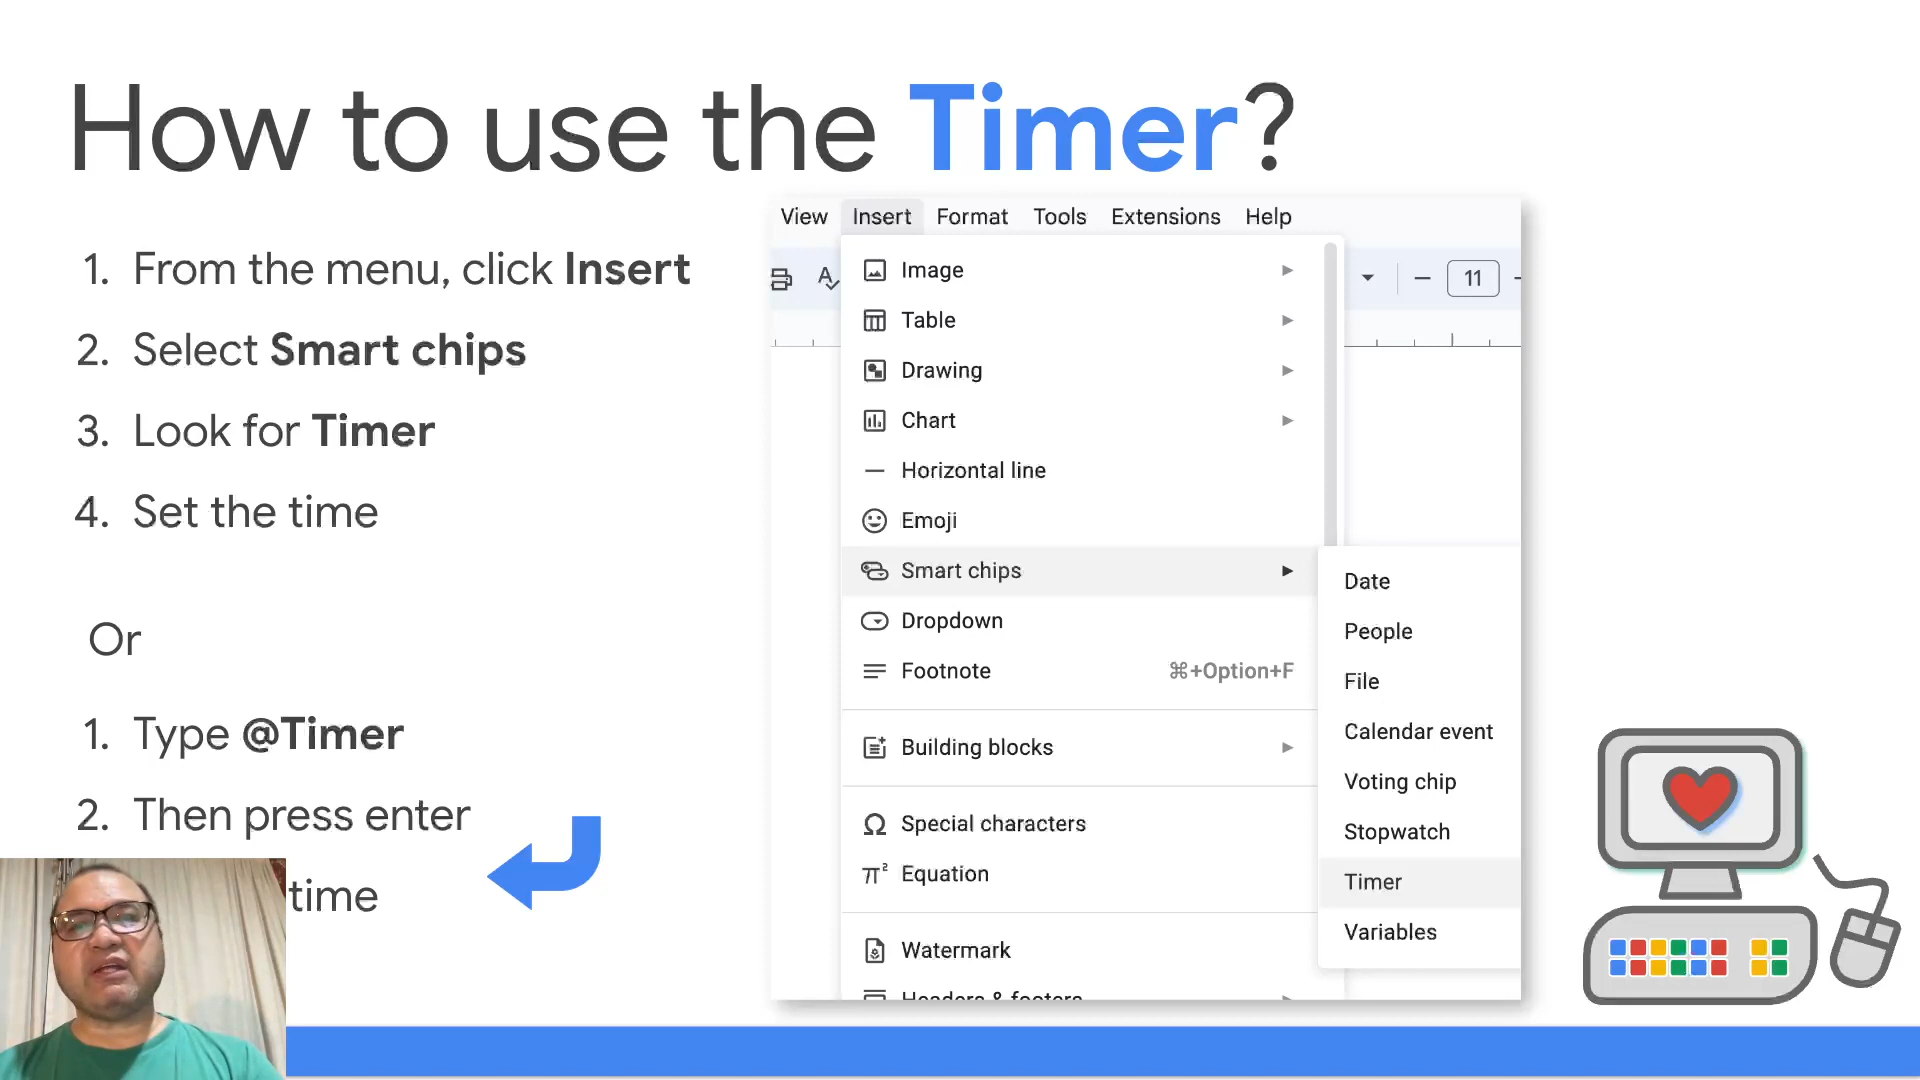 How to use the Timer?
1. From the menu, click Insert
2. Select Smart chips
3. Look for Timer
4. Set the time
Or
1. Type @Timer
2. Then press enter
time
View Insert Format Tools Extensions Help
11
Image
Table
Drawing
Chart
Horizontal line
Emoji
Smart chips
Dropdown
Footnote ⌘+Option+F
Building blocks
Special characters
Equation
Watermark
Headers & footers
Date
People
File
Calendar event
Voting chip
Stopwatch
Timer
Variables